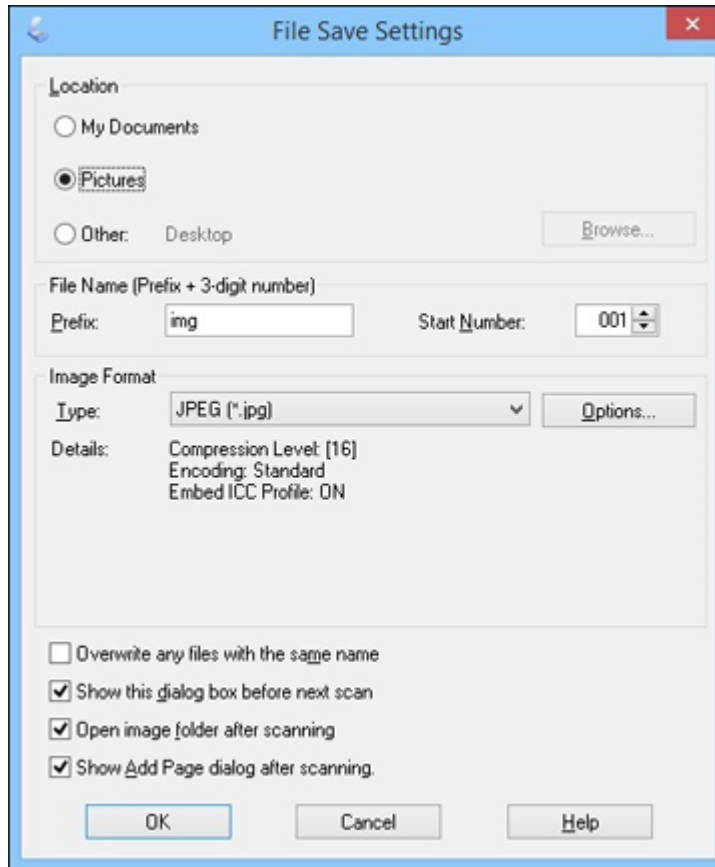 File Save Settings
Location
My Documents
Pictures
Other: Desktop Browse...
File Name (Prefix + 3-digit number)
Prefix: img Start Number: 001
Image Format
Type: JPEG (*.jpg) Options...
Details: Compression Level: [16]
Encoding: Standard
Embed ICC Profile: ON
Overwrite any files with the same name
Show this dialog box before next scan
Open image folder after scanning
Show Add Page dialog after scanning.
OK Cancel Help